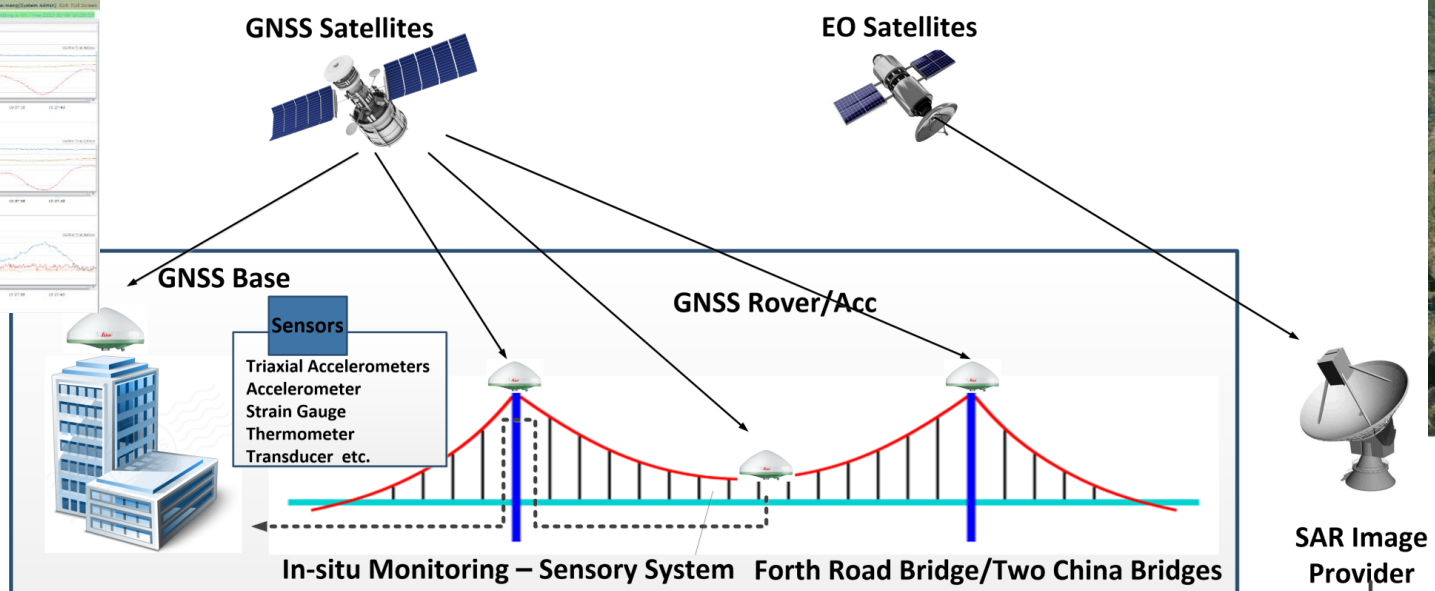 GNSS Satellites
EO Satellites
GNSS Base
GNSS Rover/Acc
Sensors
Triaxial Accelerometers
Accelerometer
Strain Gauge
Thermometer
Transducer etc.
In-situ Monitoring – Sensory System
Forth Road Bridge/Two China Bridges
SAR Image
Provider